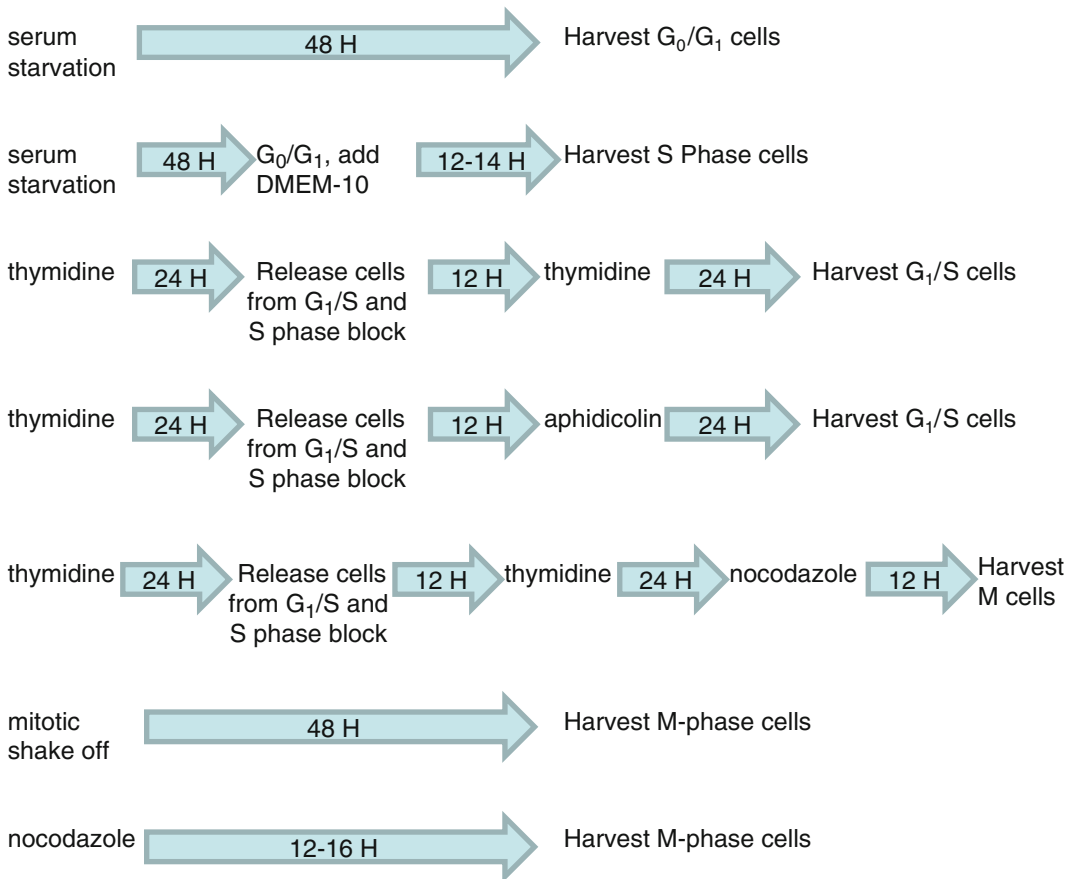 serum
starvation
48 H
Harvest G₀/G₁ cells
serum
starvation
48 H
G₀/G₁, add
DMEM-10
12-14 H
Harvest S Phase cells
thymidine
24 H
Release cells
from G₁/S and
S phase block
12 H
thymidine
24 H
Harvest G₁/S cells
thymidine
24 H
Release cells
from G₁/S and
S phase block
12 H
aphidicolin
24 H
Harvest G₁/S cells
thymidine
24 H
Release cells
from G₁/S and
S phase block
12 H
thymidine
24 H
nocodazole
12 H
Harvest
M cells
mitotic
shake off
48 H
Harvest M-phase cells
nocodazole
12-16 H
Harvest M-phase cells